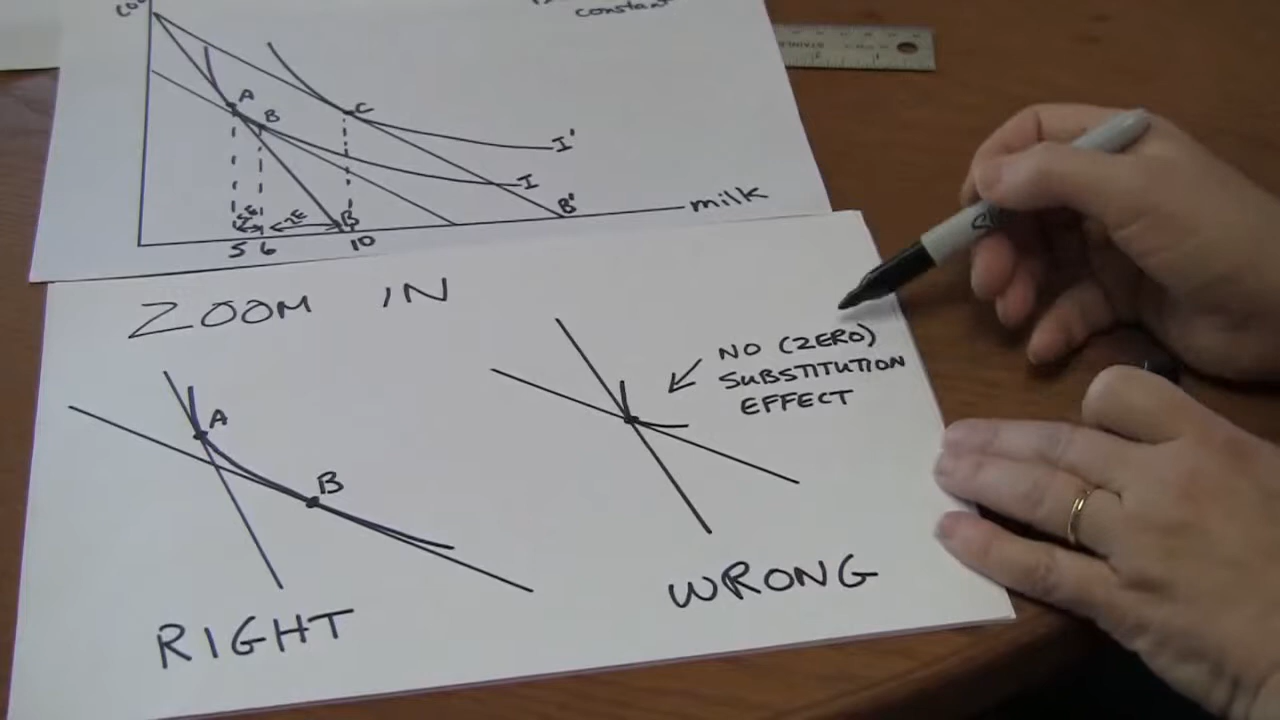 constant
A
B
C
I'
I
B
B'
milk
SE
IE
5 6 10
ZOOM IN
A
B
RIGHT
NO (ZERO)
SUBSTITUTION
EFFECT
WRONG